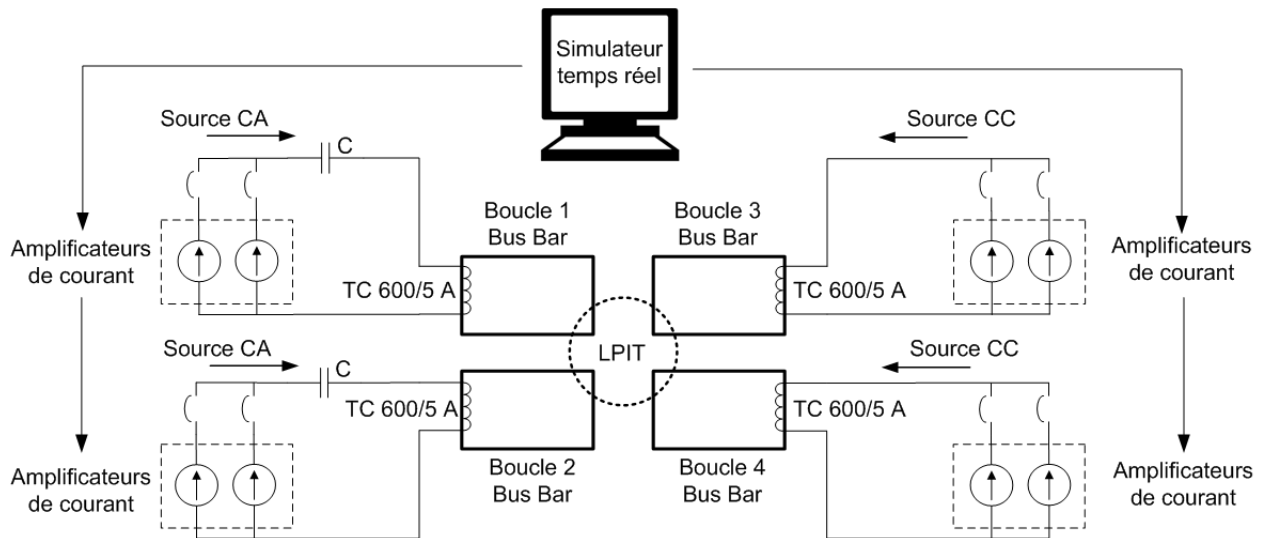 Simulateur
temps réel
Source CA
C
Source CC
Boucle 1
Bus Bar
Boucle 3
Bus Bar
Amplificateurs
de courant
TC 600/5 A
TC 600/5 A
Amplificateurs
de courant
LPIT
Source CA
C
Source CC
TC 600/5 A
TC 600/5 A
Boucle 2
Bus Bar
Boucle 4
Bus Bar
Amplificateurs
de courant
Amplificateurs
de courant